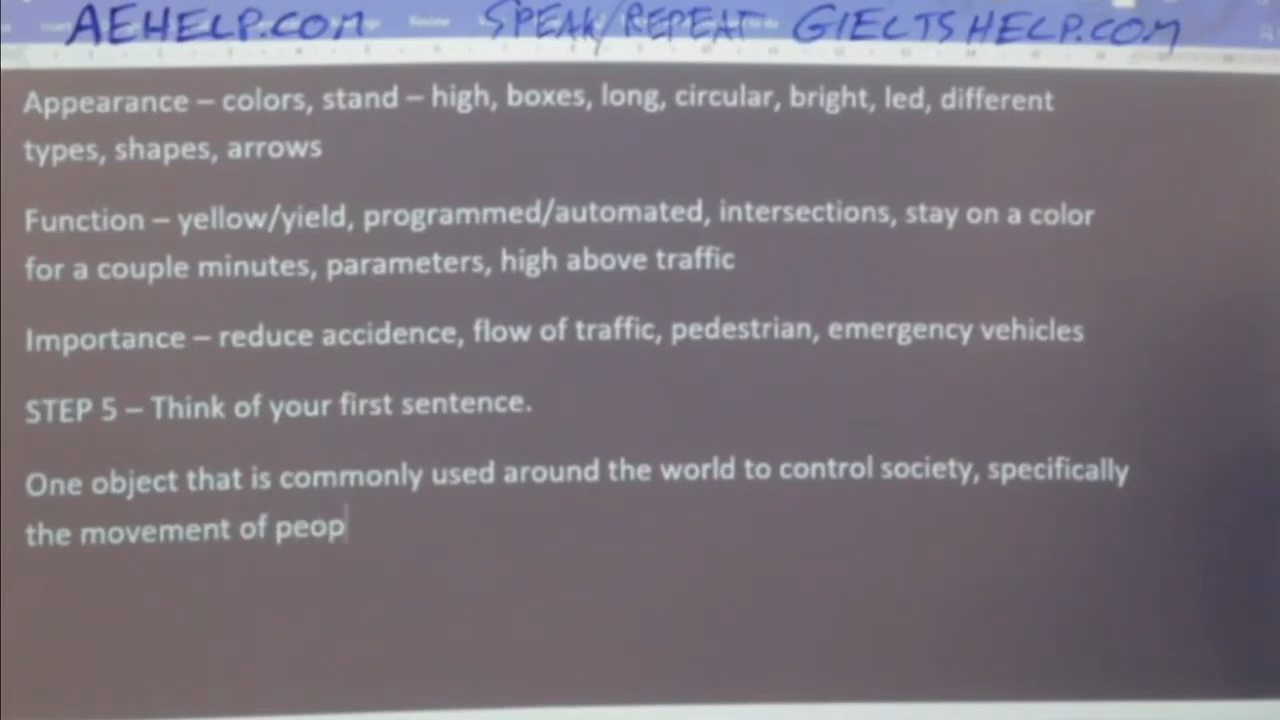 AEHELP.COM SPEAK/REPEAT GIELTSHELP.COM
Appearance – colors, stand – high, boxes, long, circular, bright, led, different
types, shapes, arrows
Function – yellow/yield, programmed/automated, intersections, stay on a color
for a couple minutes, parameters, high above traffic
Importance – reduce accidence, flow of traffic, pedestrian, emergency vehicles
STEP 5 – Think of your first sentence.
One object that is commonly used around the world to control society, specifically
the movement of peop